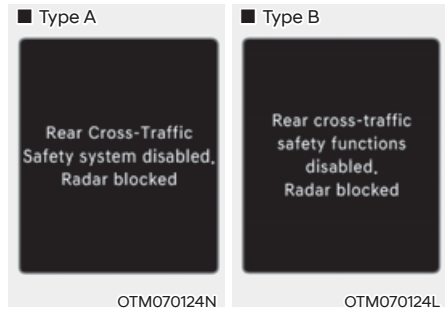 ■ Type A
Rear Cross-Traffic
Safety system disabled.
Radar blocked
OTM070124N
■ Type B
Rear cross-traffic
safety functions
disabled.
Radar blocked
OTM070124L